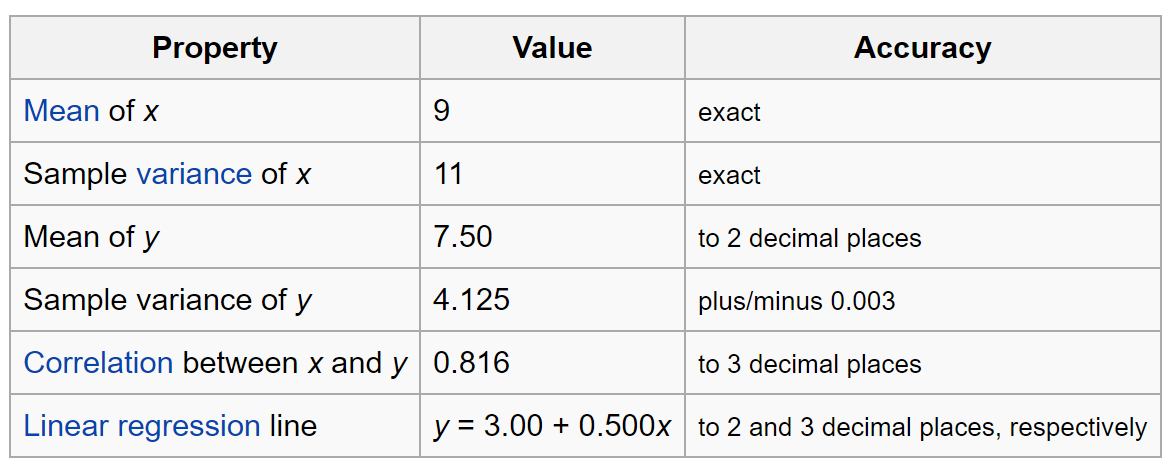 Property Value Accuracy
Mean of x 9 exact
Sample variance of x 11 exact
Mean of y 7.50 to 2 decimal places
Sample variance of y 4.125 plus/minus 0.003
Correlation between x and y 0.816 to 3 decimal places
Linear regression line y = 3.00 + 0.500x to 2 and 3 decimal places, respectively